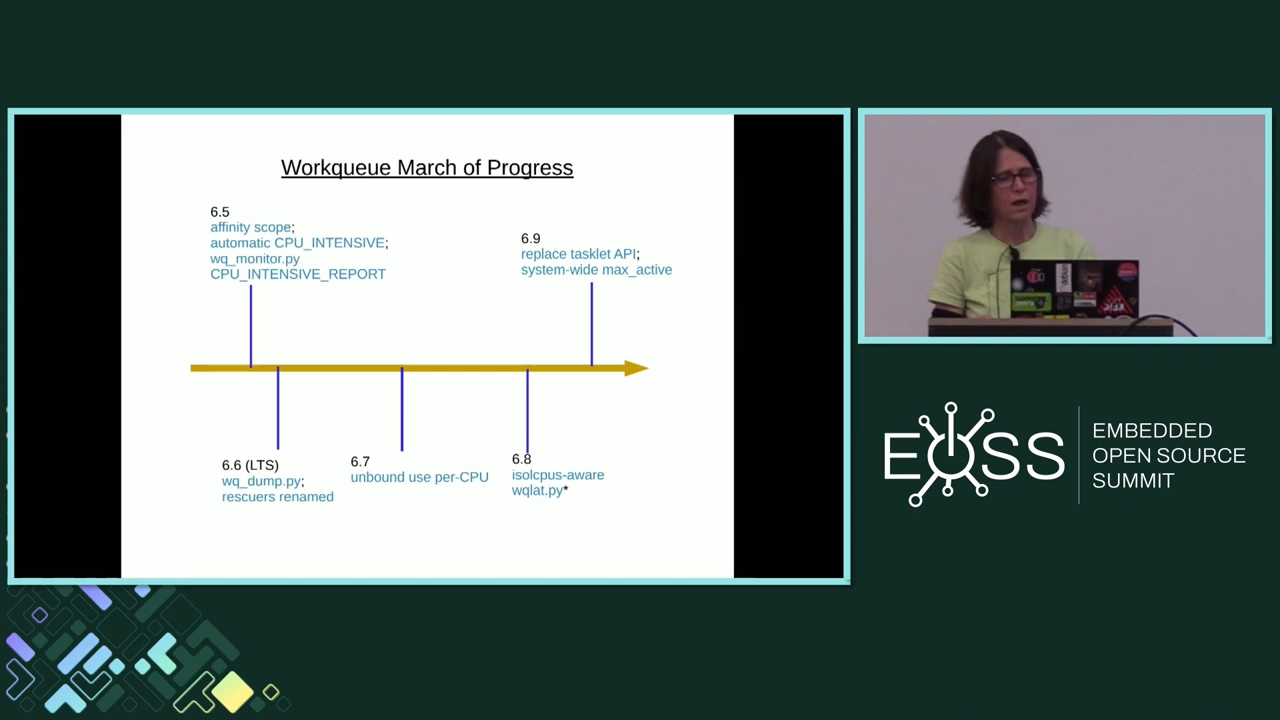 Workqueue March of Progress
6.5
affinity scope;
automatic CPU_INTENSIVE;
wq_monitor.py
CPU_INTENSIVE_REPORT
6.9
replace tasklet API;
system-wide max_active
6.6 (LTS)
wq_dump.py;
rescuers renamed
6.7
unbound use per-CPU
6.8
isolcpus-aware
wqlat.py*
debian
EOSS
EMBEDDED
OPEN SOURCE
SUMMIT